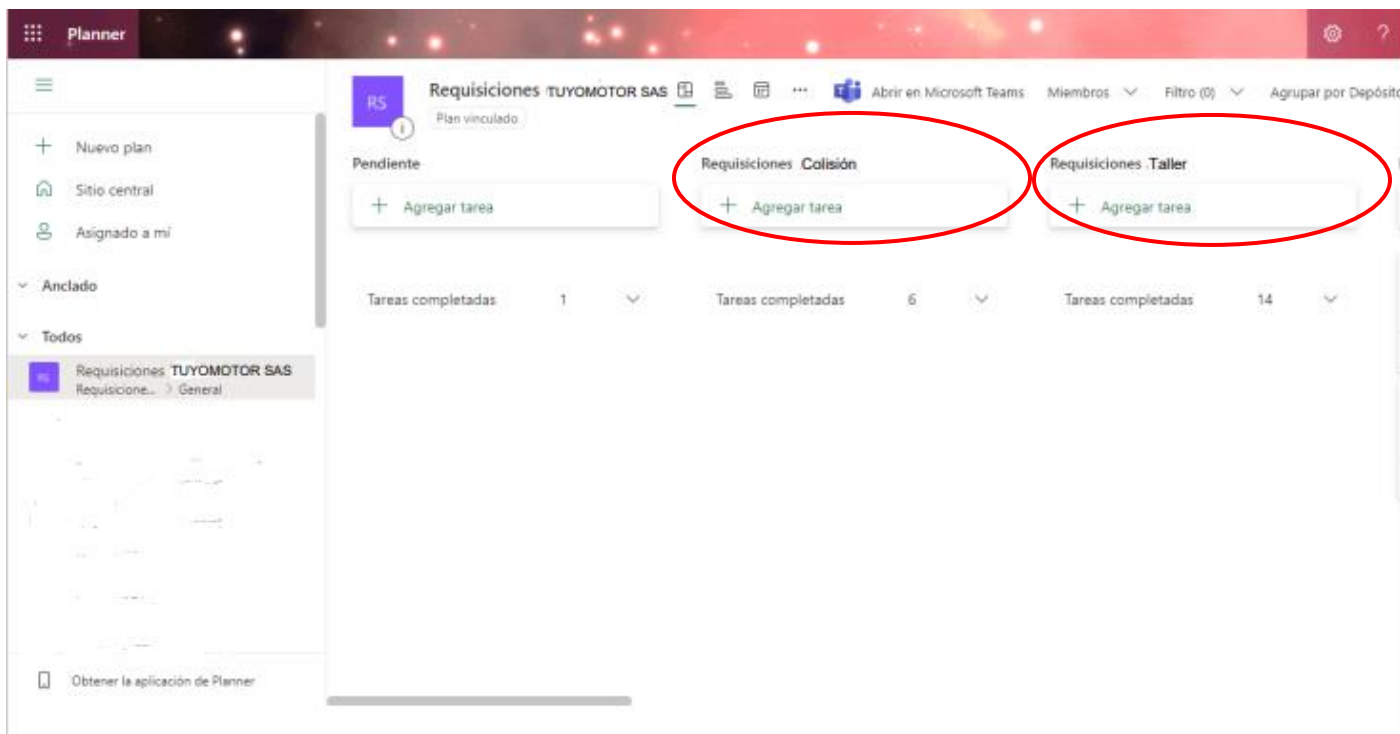 Planner
?
RS
Requisiciones TUYOMOTOR SAS
Abrir en Microsoft Teams
Miembros
Filtro (0)
Agrupar por Depósito
Plan vinculado
Nuevo plan
Sitio central
Asignado a mí
Anclado
Todos
RS
Requisiciones TUYOMOTOR SAS
Requisicione... > General
Obtener la aplicación de Planner
Pendiente
+ Agregar tarea
Tareas completadas 1
Requisiciones Colisión
+ Agregar tarea
Tareas completadas 6
Requisiciones Taller
+ Agregar tarea
Tareas completadas 14